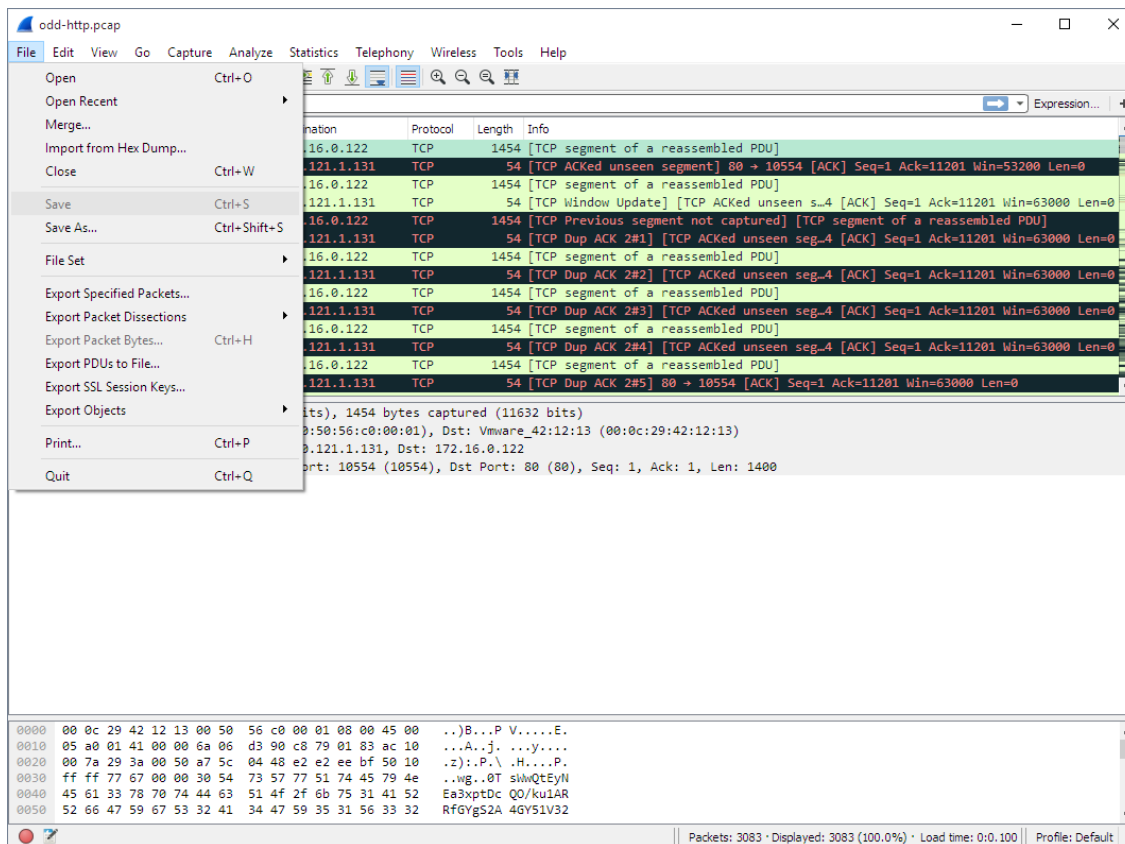 odd-http.pcap
File Edit View Go Capture Analyze Statistics Telephony Wireless Tools Help
Open Ctrl+O
Open Recent
Merge...
Import from Hex Dump...
Close Ctrl+W
Save Ctrl+S
Save As... Ctrl+Shift+S
File Set
Export Specified Packets...
Export Packet Dissections
Export Packet Bytes... Ctrl+H
Export PDUs to File...
Export SSL Session Keys...
Export Objects
Print... Ctrl+P
Quit Ctrl+Q
Expression...
ination Protocol Length Info
.16.0.122 TCP 1454 [TCP segment of a reassembled PDU]
.121.1.131 TCP 54 [TCP ACKed unseen segment] 80 → 10554 [ACK] Seq=1 Ack=11201 Win=53200 Len=0
.16.0.122 TCP 1454 [TCP segment of a reassembled PDU]
.121.1.131 TCP 54 [TCP Window Update] [TCP ACKed unseen s…4 [ACK] Seq=1 Ack=11201 Win=63000 Len=0
.16.0.122 TCP 1454 [TCP Previous segment not captured] [TCP segment of a reassembled PDU]
.121.1.131 TCP 54 [TCP Dup ACK 2#1] [TCP ACKed unseen seg…4 [ACK] Seq=1 Ack=11201 Win=63000 Len=0
.16.0.122 TCP 1454 [TCP segment of a reassembled PDU]
.121.1.131 TCP 54 [TCP Dup ACK 2#2] [TCP ACKed unseen seg…4 [ACK] Seq=1 Ack=11201 Win=63000 Len=0
.16.0.122 TCP 1454 [TCP segment of a reassembled PDU]
.121.1.131 TCP 54 [TCP Dup ACK 2#3] [TCP ACKed unseen seg…4 [ACK] Seq=1 Ack=11201 Win=63000 Len=0
.16.0.122 TCP 1454 [TCP segment of a reassembled PDU]
.121.1.131 TCP 54 [TCP Dup ACK 2#4] [TCP ACKed unseen seg…4 [ACK] Seq=1 Ack=11201 Win=63000 Len=0
.16.0.122 TCP 1454 [TCP segment of a reassembled PDU]
.121.1.131 TCP 54 [TCP Dup ACK 2#5] 80 → 10554 [ACK] Seq=1 Ack=11201 Win=63000 Len=0
its), 1454 bytes captured (11632 bits)
0:50:56:c0:00:01), Dst: Vmware_42:12:13 (00:0c:29:42:12:13)
0.121.1.131, Dst: 172.16.0.122
ort: 10554 (10554), Dst Port: 80 (80), Seq: 1, Ack: 1, Len: 1400
0000 00 0c 29 42 12 13 00 50 56 c0 00 01 08 00 45 00 ..)B...P V.....E.
0010 05 a0 01 41 00 00 6a 06 d3 90 c8 79 01 83 ac 10 ...A..j. ...y....
0020 00 7a 29 3a 00 50 a7 5c 04 48 e2 e2 ee bf 50 10 .z):.P.\ .H....P.
0030 ff ff 77 67 00 00 30 54 73 57 77 51 74 45 79 4e ..wg..0T sWwQtEyN
0040 45 61 33 78 70 74 44 63 51 4f 2f 6b 75 31 41 52 Ea3xptDc QO/ku1AR
0050 52 66 47 59 67 53 32 41 34 47 59 35 31 56 33 32 RfGYgS2A 4GY51V32
Packets: 3083 · Displayed: 3083 (100.0%) · Load time: 0:0.100 Profile: Default